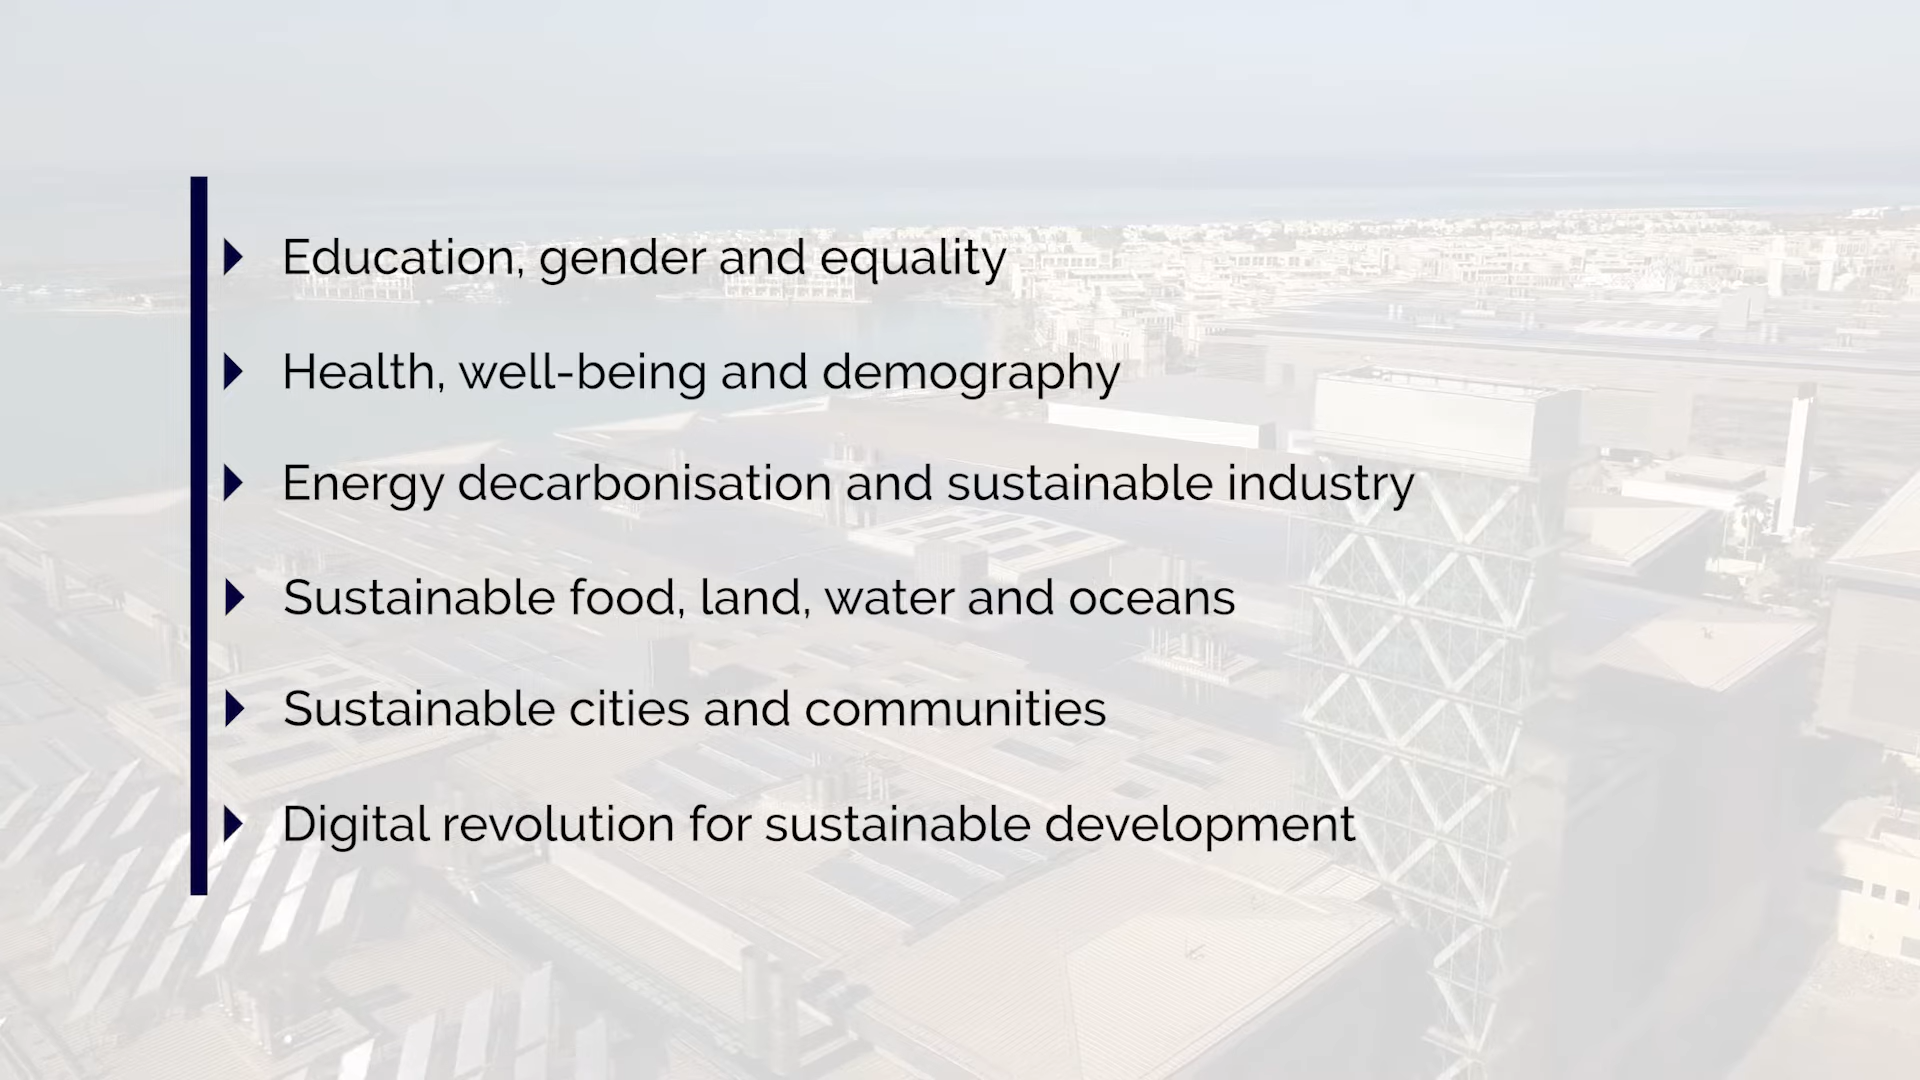 Education, gender and equality
Health, well-being and demography
Energy decarbonisation and sustainable industry
Sustainable food, land, water and oceans
Sustainable cities and communities
Digital revolution for sustainable development